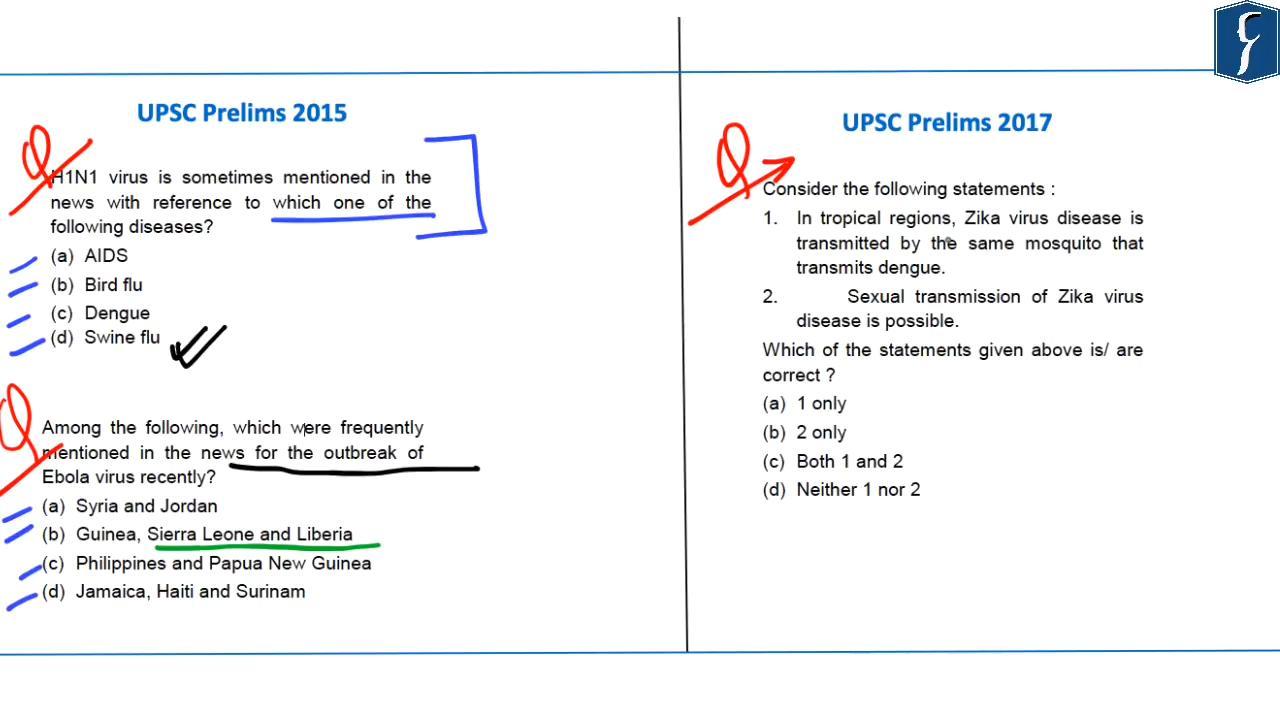 UPSC Prelims 2015
Q
H1N1 virus is sometimes mentioned in the
news with reference to which one of the
following diseases?
(a) AIDS
(b) Bird flu
(c) Dengue
(d) Swine flu
Q
Among the following, which were frequently
mentioned in the news for the outbreak of
Ebola virus recently?
(a) Syria and Jordan
(b) Guinea, Sierra Leone and Liberia
(c) Philippines and Papua New Guinea
(d) Jamaica, Haiti and Surinam
UPSC Prelims 2017
Q
Consider the following statements :
1. In tropical regions, Zika virus disease is
transmitted by the same mosquito that
transmits dengue.
2. Sexual transmission of Zika virus
disease is possible.
Which of the statements given above is/ are
correct ?
(a) 1 only
(b) 2 only
(c) Both 1 and 2
(d) Neither 1 nor 2